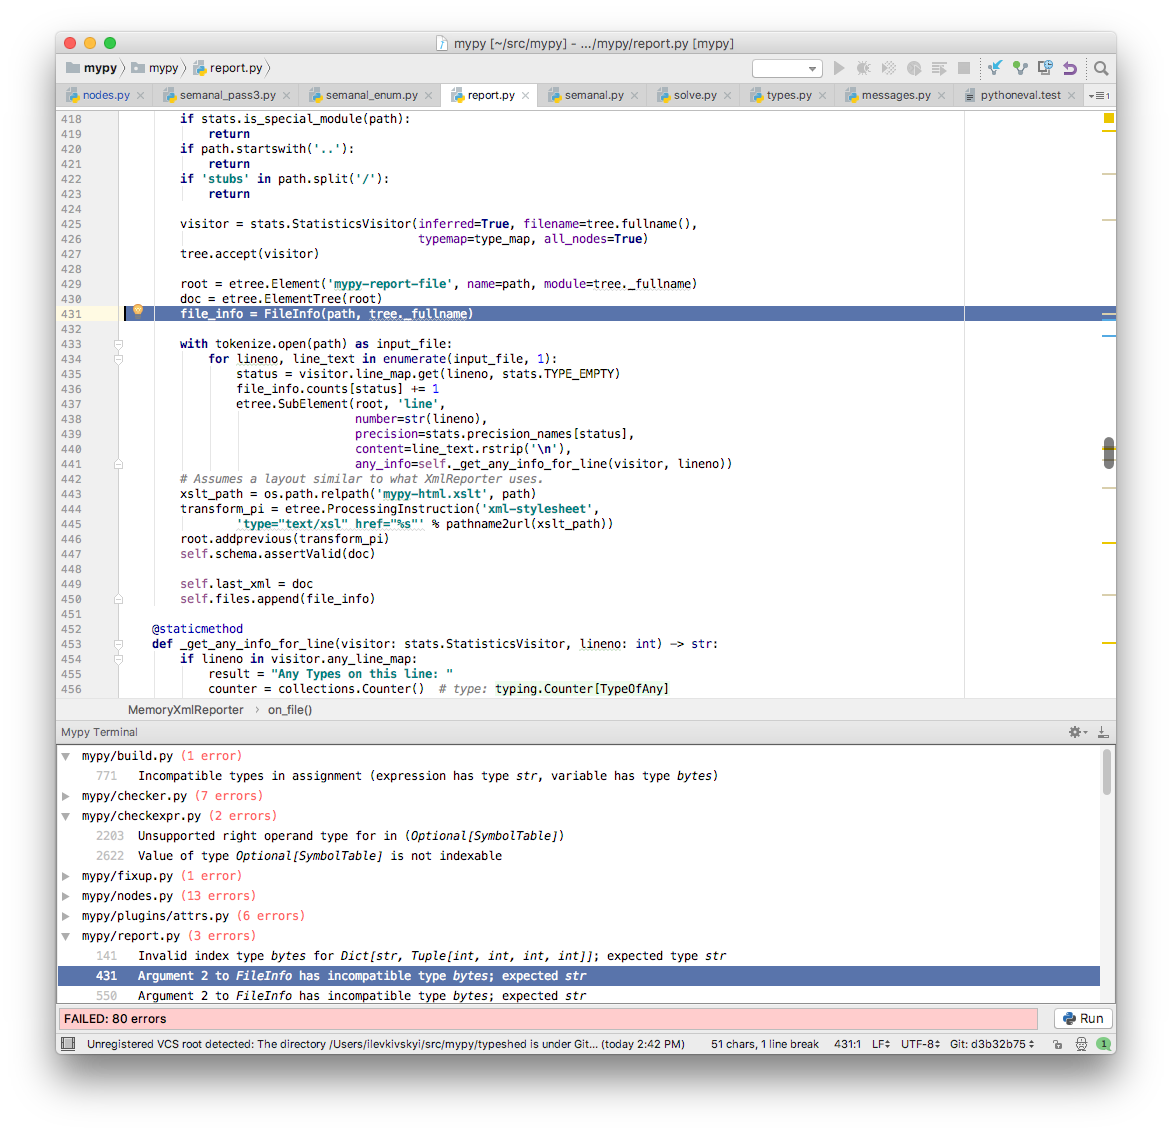 mypy [~/src/mypy] - .../mypy/report.py [mypy]
mypy mypy report.py
nodes.py semanal_pass3.py semanal_enum.py report.py semanal.py solve.py types.py messages.py pythoneval.test 1
418 if stats.is_special_module(path):
419 return
420 if path.startswith('..'):
421 return
422 if 'stubs' in path.split('/'):
423 return
424
425 visitor = stats.StatisticsVisitor(inferred=True, filename=tree.fullname(),
426 typemap=type_map, all_nodes=True)
427 tree.accept(visitor)
428
429 root = etree.Element('mypy-report-file', name=path, module=tree._fullname)
430 doc = etree.ElementTree(root)
431 file_info = FileInfo(path, tree._fullname)
432
433 with tokenize.open(path) as input_file:
434 for lineno, line_text in enumerate(input_file, 1):
435 status = visitor.line_map.get(lineno, stats.TYPE_EMPTY)
436 file_info.counts[status] += 1
437 etree.SubElement(root, 'line',
438 number=str(lineno),
439 precision=stats.precision_names[status],
440 content=line_text.rstrip('\n'),
441 any_info=self._get_any_info_for_line(visitor, lineno))
442 # Assumes a layout similar to what XmlReporter uses.
443 xslt_path = os.path.relpath('mypy-html.xslt', path)
444 transform_pi = etree.ProcessingInstruction('xml-stylesheet',
445 'type="text/xsl" href="%s"' % pathname2url(xslt_path))
446 root.addprevious(transform_pi)
447 self.schema.assertValid(doc)
448
449 self.last_xml = doc
450 self.files.append(file_info)
451
452 @staticmethod
453 def _get_any_info_for_line(visitor: stats.StatisticsVisitor, lineno: int) -> str:
454 if lineno in visitor.any_line_map:
455 result = "Any Types on this line: "
456 counter = collections.Counter() # type: typing.Counter[TypeOfAny]
MemoryXmlReporter › on_file()
Mypy Terminal
mypy/build.py (1 error)
771 Incompatible types in assignment (expression has type str, variable has type bytes)
mypy/checker.py (7 errors)
mypy/checkexpr.py (2 errors)
2203 Unsupported right operand type for in (Optional[SymbolTable])
2622 Value of type Optional[SymbolTable] is not indexable
mypy/fixup.py (1 error)
mypy/nodes.py (13 errors)
mypy/plugins/attrs.py (6 errors)
mypy/report.py (3 errors)
141 Invalid index type bytes for Dict[str, Tuple[int, int, int, int]]; expected type str
431 Argument 2 to FileInfo has incompatible type bytes; expected str
550 Argument 2 to FileInfo has incompatible type bytes; expected str
FAILED: 80 errors Run
Unregistered VCS root detected: The directory /Users/ilevkivskyi/src/mypy/typeshed is under Git... (today 2:42 PM) 51 chars, 1 line break 431:1 LF UTF-8 Git: d3b32b75 1